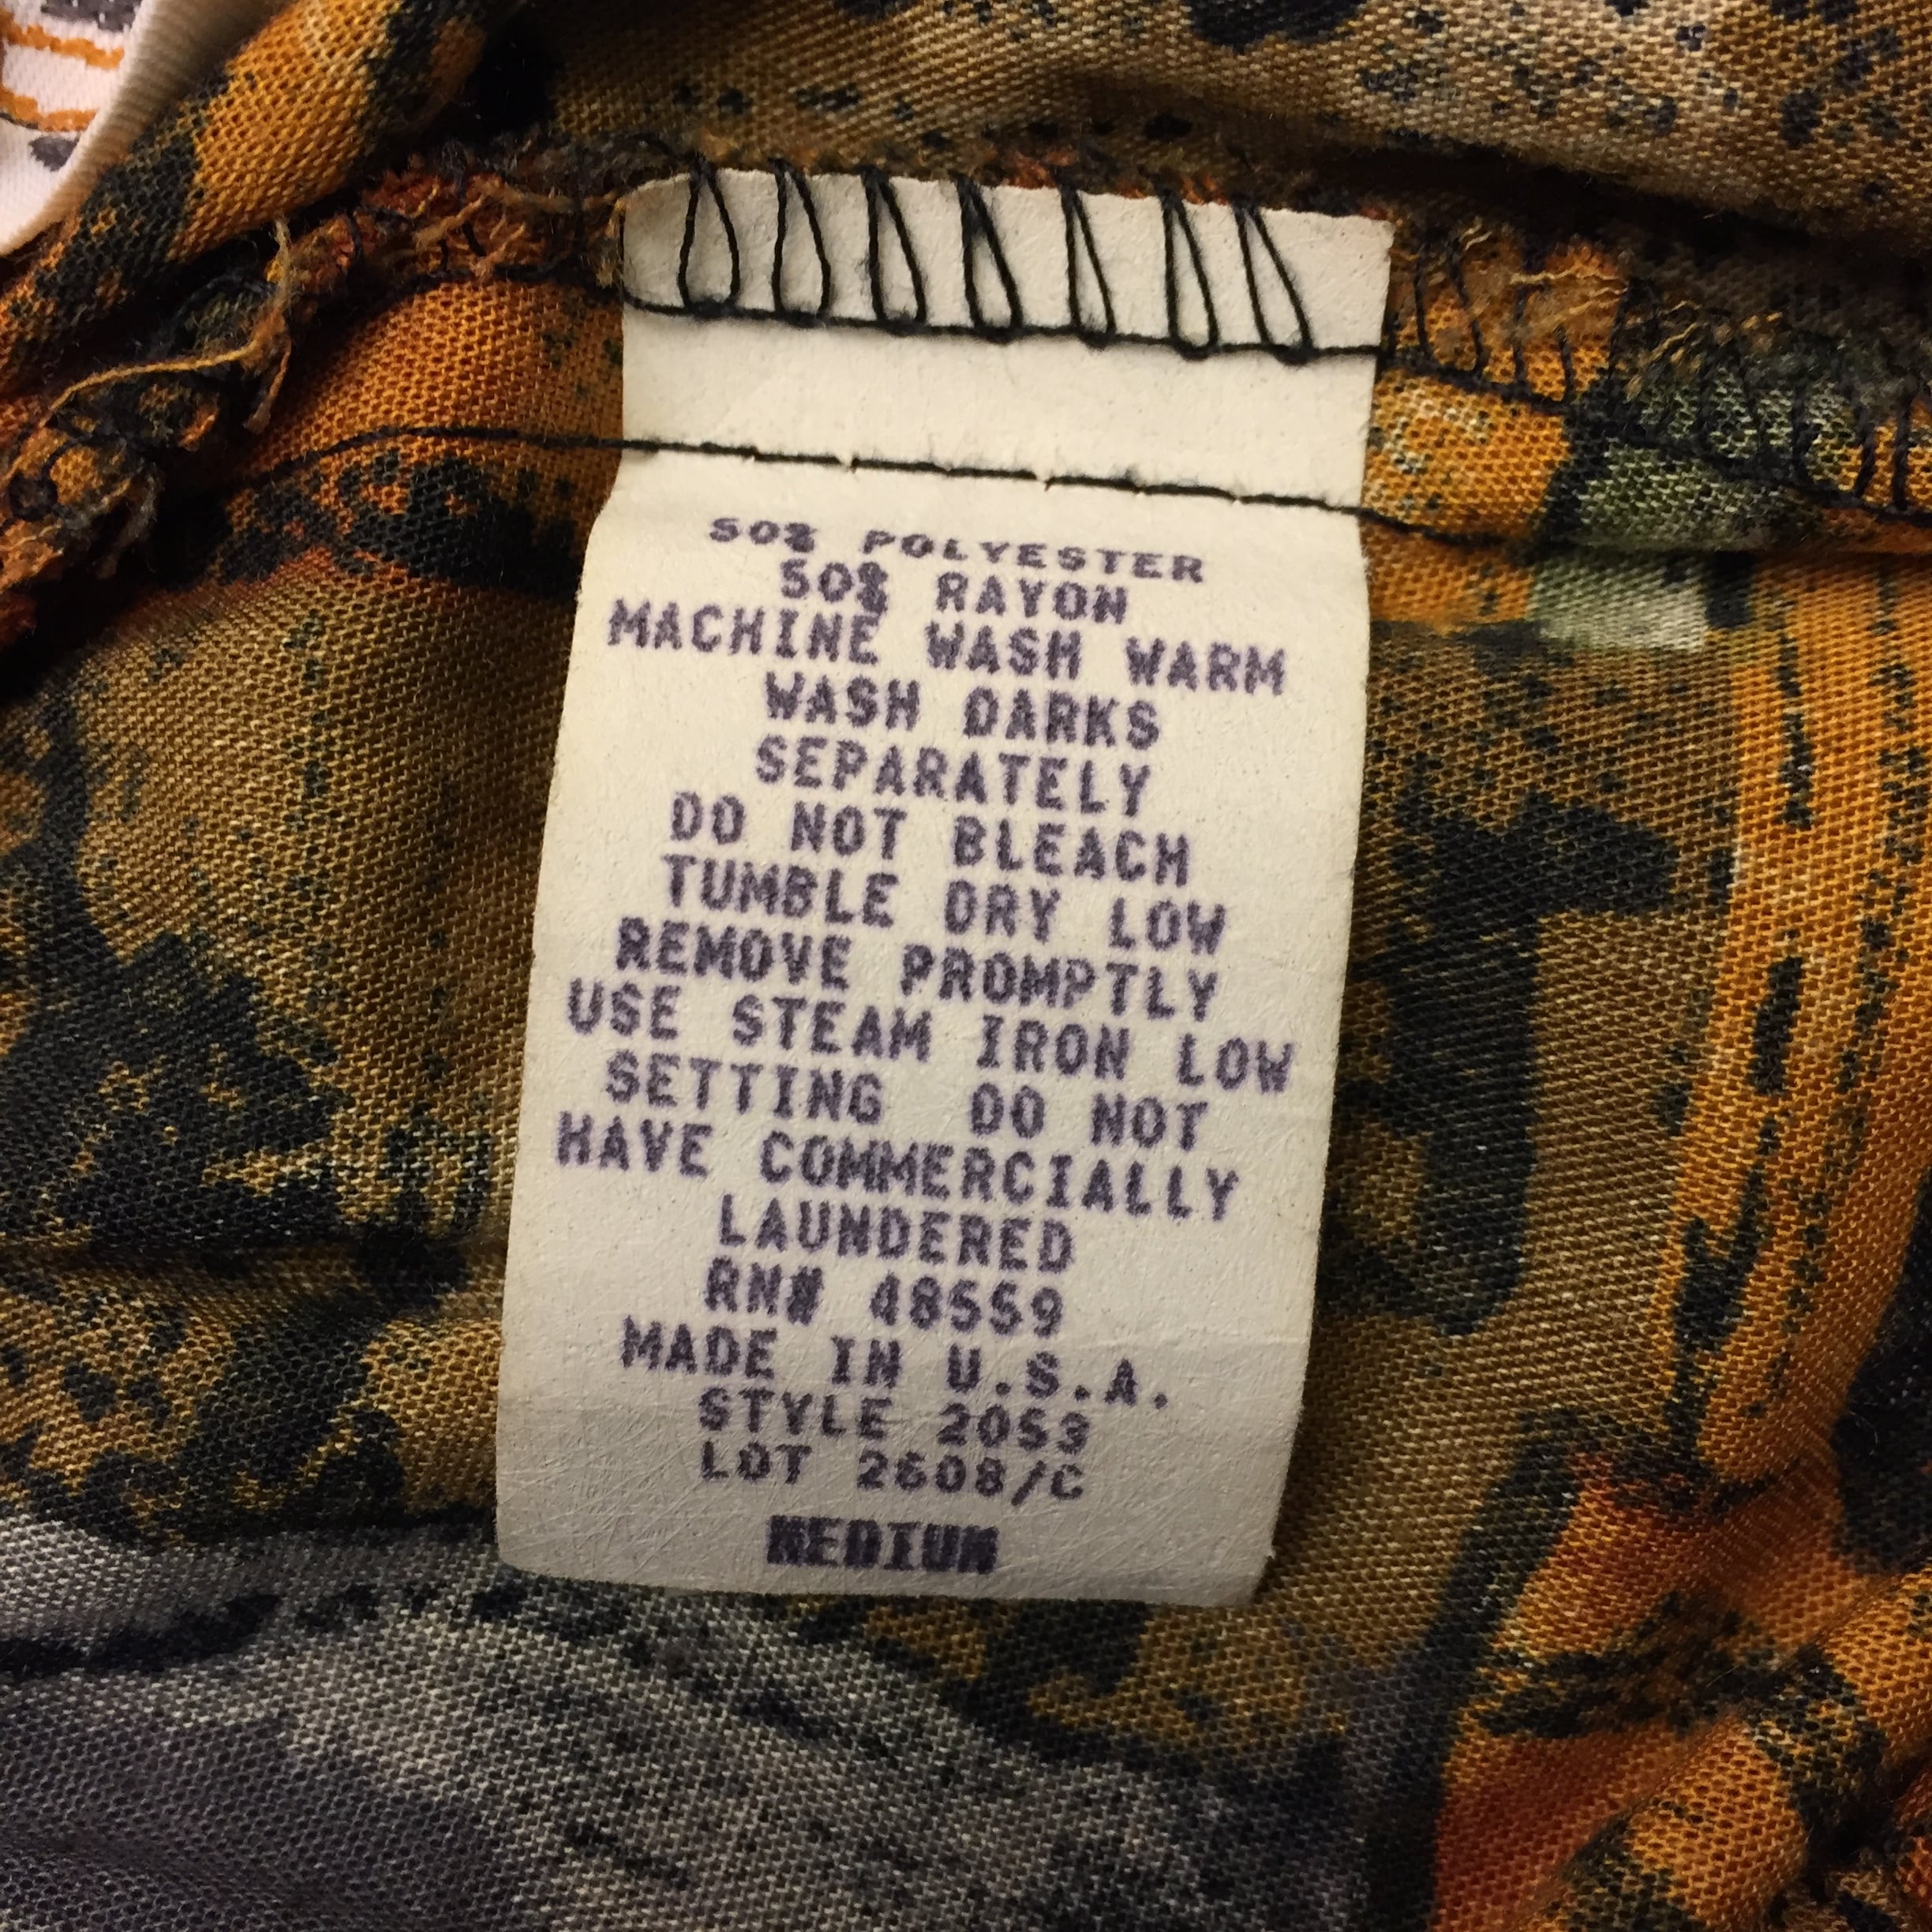 50% POLYESTER
50% RAYON
MACHINE WASH WARM
WASH DARKS
SEPARATELY
DO NOT BLEACH
TUMBLE DRY LOW
REMOVE PROMPTLY
USE STEAM IRON LOW
SETTING DO NOT
HAVE COMMERCIALLY
LAUNDERED
RN# 48559
MADE IN U.S.A.
STYLE 2053
LOT 2608/C
MEDIUM